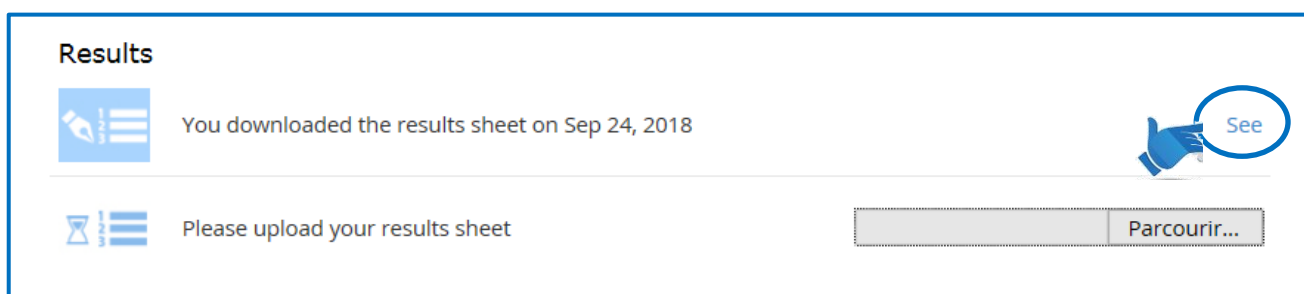 Results
You downloaded the results sheet on Sep 24, 2018 See
Please upload your results sheet Parcourir...